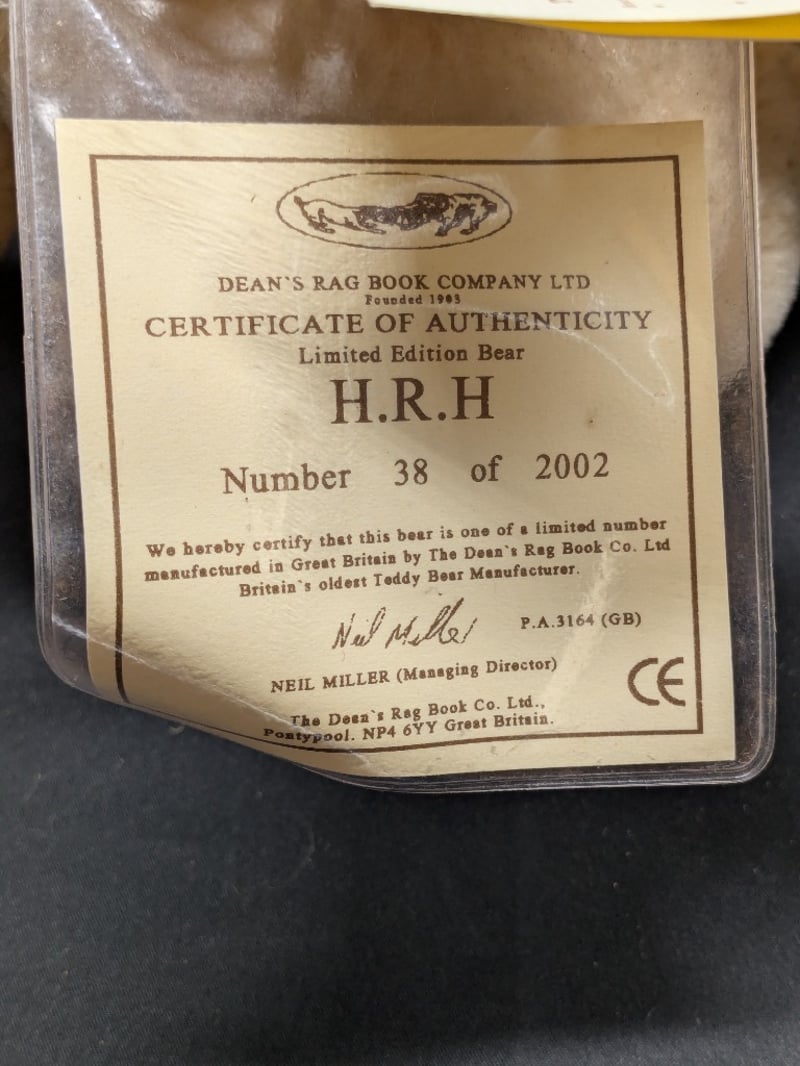 DEAN`S RAG BOOK COMPANY LTD
Founded 1903
CERTIFICATE OF AUTHENTICITY
Limited Edition Bear
H.R.H
Number 38 of 2002
We hereby certify that this bear is one of a limited number
manufactured in Great Britain by The Dean`s Rag Book Co. Ltd
Britain`s oldest Teddy Bear Manufacturer.
Neil Miller P.A.3164 (GB)
NEIL MILLER (Managing Director)
CE
The Dean`s Rag Book Co. Ltd.,
Pontypool. NP4 6YY Great Britain.